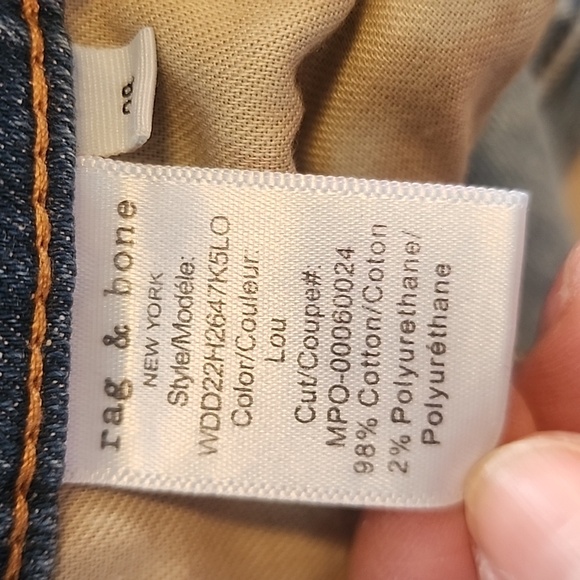 rag & bone
NEW YORK
Style/Modéle:
WDD22H2647K5LO
Color/Couleur:
Lou
Cut/Coupe#:
MPO-00060024
98% Cotton/Coton
2% Polyurethane/
Polyuréthane